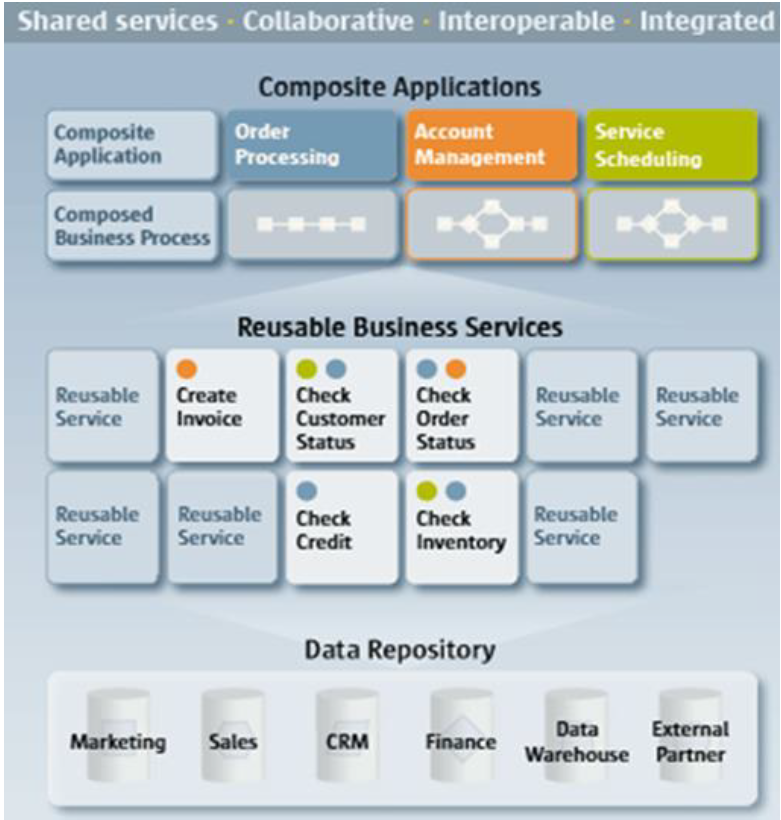 Shared services · Collaborative · Interoperable · Integrated
Composite Applications
Composite
Application
Order
Processing
Account
Management
Service
Scheduling
Composed
Business Process
Reusable Business Services
Reusable
Service
Create
Invoice
Check
Customer
Status
Check
Order
Status
Reusable
Service
Reusable
Service
Reusable
Service
Reusable
Service
Check
Credit
Check
Inventory
Reusable
Service
Data Repository
Marketing
Sales
CRM
Finance
Data
Warehouse
External
Partner